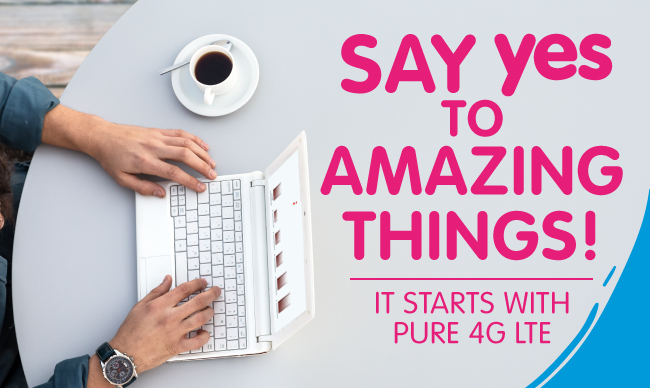 SAY yes
TO
AMAZING
THINGS!
IT STARTS WITH
PURE 4G LTE